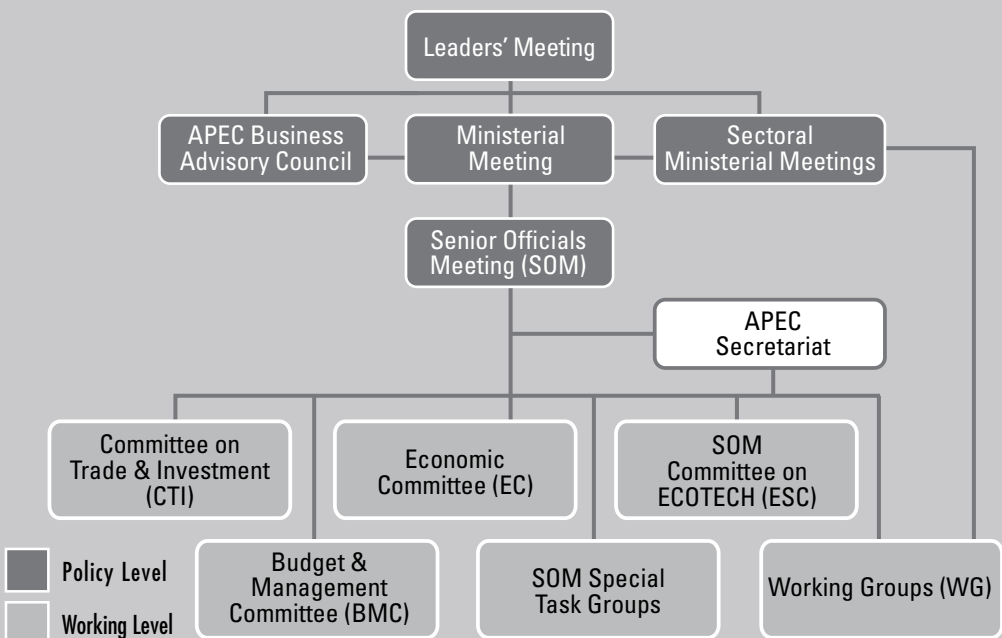 Leaders’ Meeting
APEC Business
Advisory Council
Ministerial
Meeting
Sectoral
Ministerial Meetings
Senior Officials
Meeting (SOM)
APEC
Secretariat
Committee on
Trade & Investment
(CTI)
Economic
Committee (EC)
SOM
Committee on
ECOTECH (ESC)
Budget &
Management
Committee (BMC)
SOM Special
Task Groups
Working Groups (WG)
Policy Level
Working Level